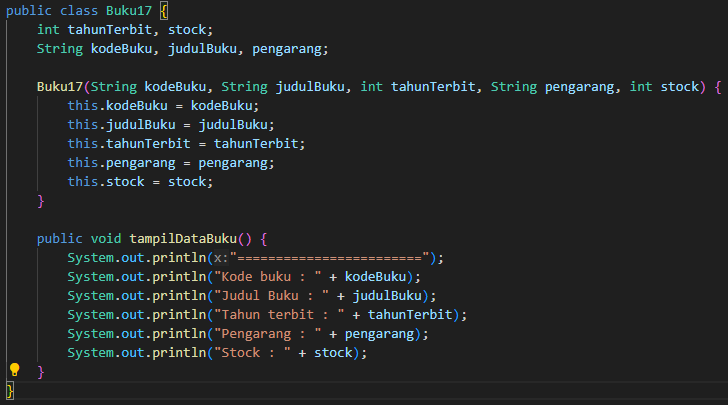 public class Buku17 {
int tahunTerbit, stock;
String kodeBuku, judulBuku, pengarang;
Buku17(String kodeBuku, String judulBuku, int tahunTerbit, String pengarang, int stock) {
this.kodeBuku = kodeBuku;
this.judulBuku = judulBuku;
this.tahunTerbit = tahunTerbit;
this.pengarang = pengarang;
this.stock = stock;
}
public void tampilDataBuku() {
System.out.println(x:"========================");
System.out.println("Kode buku : " + kodeBuku);
System.out.println("Judul Buku : " + judulBuku);
System.out.println("Tahun terbit : " + tahunTerbit);
System.out.println("Pengarang : " + pengarang);
System.out.println("Stock : " + stock);
}
}